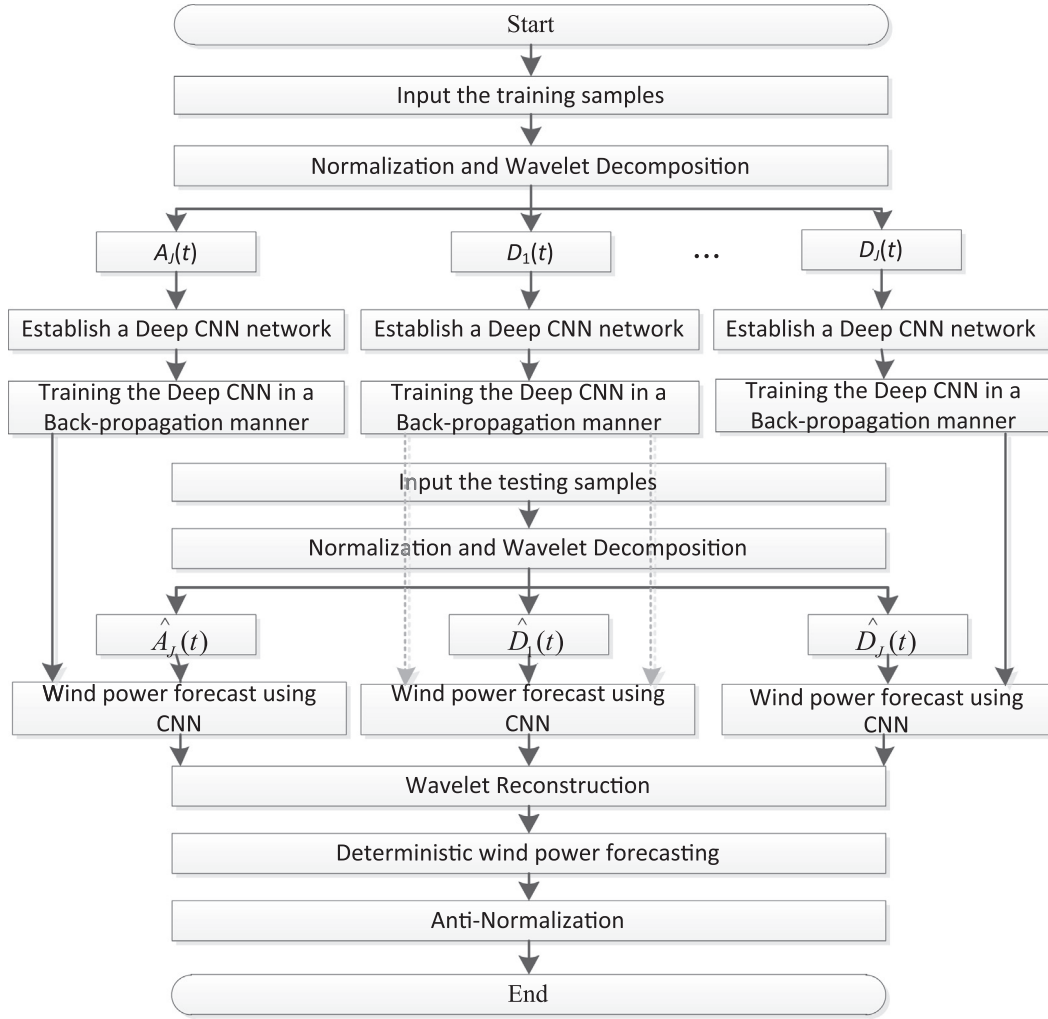 Start
Input the training samples
Normalization and Wavelet Decomposition
A_J(t)
D_1(t)
...
D_J(t)
Establish a Deep CNN network
Establish a Deep CNN network
Establish a Deep CNN network
Training the Deep CNN in a
Back-propagation manner
Training the Deep CNN in a
Back-propagation manner
Training the Deep CNN in a
Back-propagation manner
Input the testing samples
Normalization and Wavelet Decomposition
Â_J(t)
D̂_1(t)
D̂_J(t)
Wind power forecast using
CNN
Wind power forecast using
CNN
Wind power forecast using
CNN
Wavelet Reconstruction
Deterministic wind power forecasting
Anti-Normalization
End